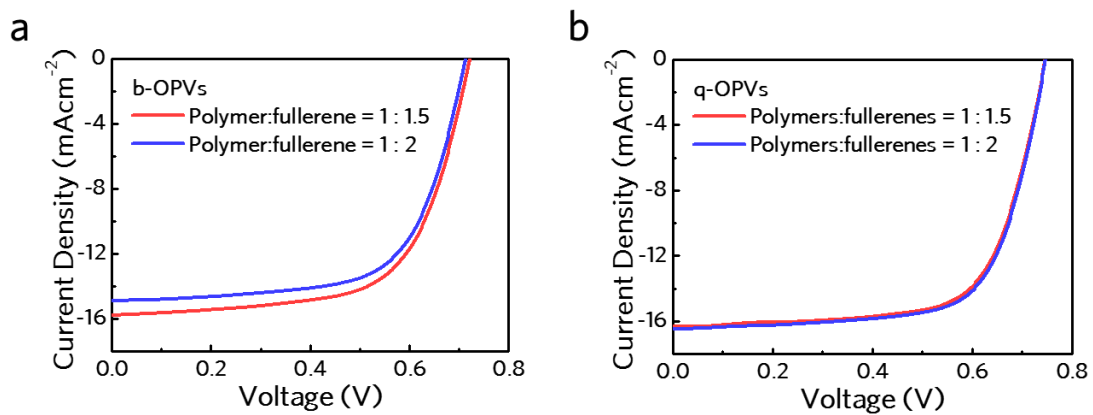 a
Current Density (mAcm-2)
0
-4
-8
-12
-16
b-OPVs
Polymer:fullerene = 1 : 1.5
Polymer:fullerene = 1 : 2
0.0
0.2
0.4
0.6
0.8
Voltage (V)
b
Current Density (mAcm-2)
0
-4
-8
-12
-16
q-OPVs
Polymers:fullerenes = 1 : 1.5
Polymers:fullerenes = 1 : 2
0.0
0.2
0.4
0.6
0.8
Voltage (V)